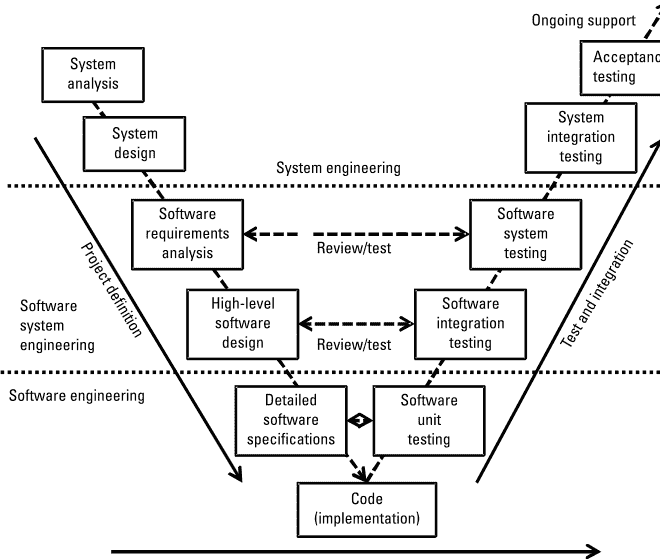 Ongoing support
System
analysis
Acceptanc
testing
System
design
System
integration
testing
System engineering
Software
requirements
analysis
Review/test
Software
system
testing
Project definition
Test and integration
Software
system
engineering
High-level
software
design
Review/test
Software
integration
testing
Software engineering
Detailed
software
specifications
Software
unit
testing
Code
(implementation)